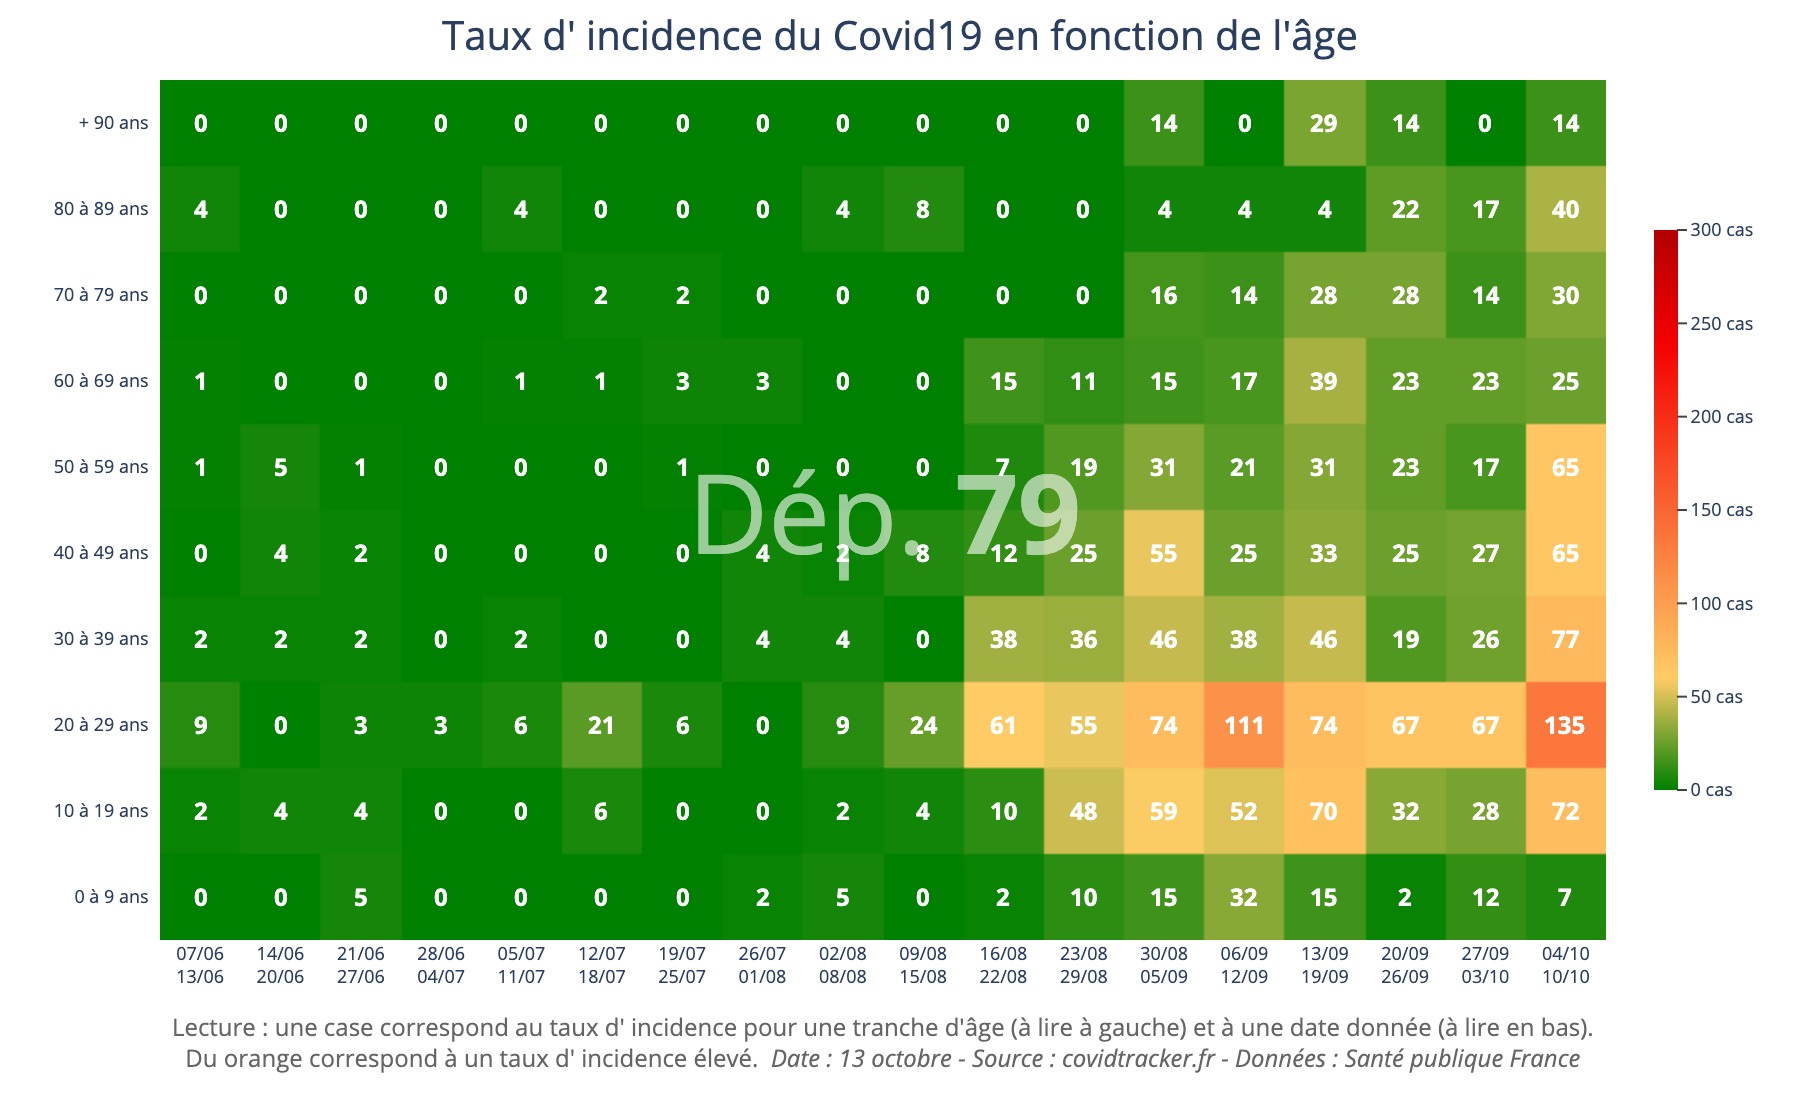 Taux d' incidence du Covid19 en fonction de l'âge
+ 90 ans 0 0 0 0 0 0 0 0 0 0 0 0 14 0 29 14 0 14
80 à 89 ans 4 0 0 0 4 0 0 0 4 8 0 0 4 4 4 22 17 40
70 à 79 ans 0 0 0 0 0 2 2 0 0 0 0 0 16 14 28 28 14 30
60 à 69 ans 1 0 0 0 1 1 3 3 0 0 15 11 15 17 39 23 23 25
50 à 59 ans 1 5 1 0 0 0 1 0 0 0 7 19 31 21 31 23 17 65
Dép. 79
40 à 49 ans 0 4 2 0 0 0 0 4 2 8 12 25 55 25 33 25 27 65
30 à 39 ans 2 2 2 0 2 0 0 4 4 0 38 36 46 38 46 19 26 77
20 à 29 ans 9 0 3 3 6 21 6 0 9 24 61 55 74 111 74 67 67 135
10 à 19 ans 2 4 4 0 0 6 0 0 2 4 10 48 59 52 70 32 28 72
0 à 9 ans 0 0 5 0 0 0 0 2 5 0 2 10 15 32 15 2 12 7
07/06 14/06 21/06 28/06 05/07 12/07 19/07 26/07 02/08 09/08 16/08 23/08 30/08 06/09 13/09 20/09 27/09 04/10
13/06 20/06 27/06 04/07 11/07 18/07 25/07 01/08 08/08 15/08 22/08 29/08 05/09 12/09 19/09 26/09 03/10 10/10
300 cas
250 cas
200 cas
150 cas
100 cas
50 cas
0 cas
Lecture : une case correspond au taux d' incidence pour une tranche d'âge (à lire à gauche) et à une date donnée (à lire en bas).
Du orange correspond à un taux d' incidence élevé. Date : 13 octobre - Source : covidtracker.fr - Données : Santé publique France